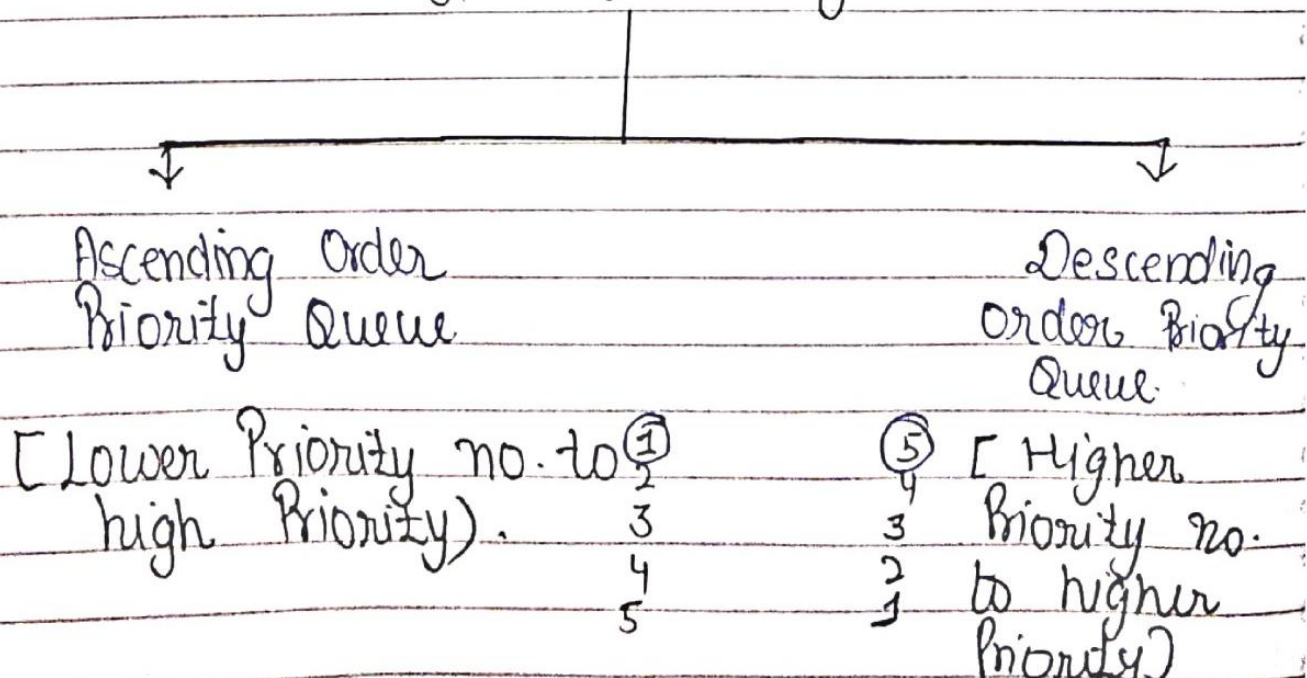 Ascending Order
Priority Queue
Descending
Order Priority
Queue.
[Lower Priority no. to
high Priority).
①
2
3
4
5
⑤
4
3
2
1
[ Higher
Priority no.
to higher
Priority)